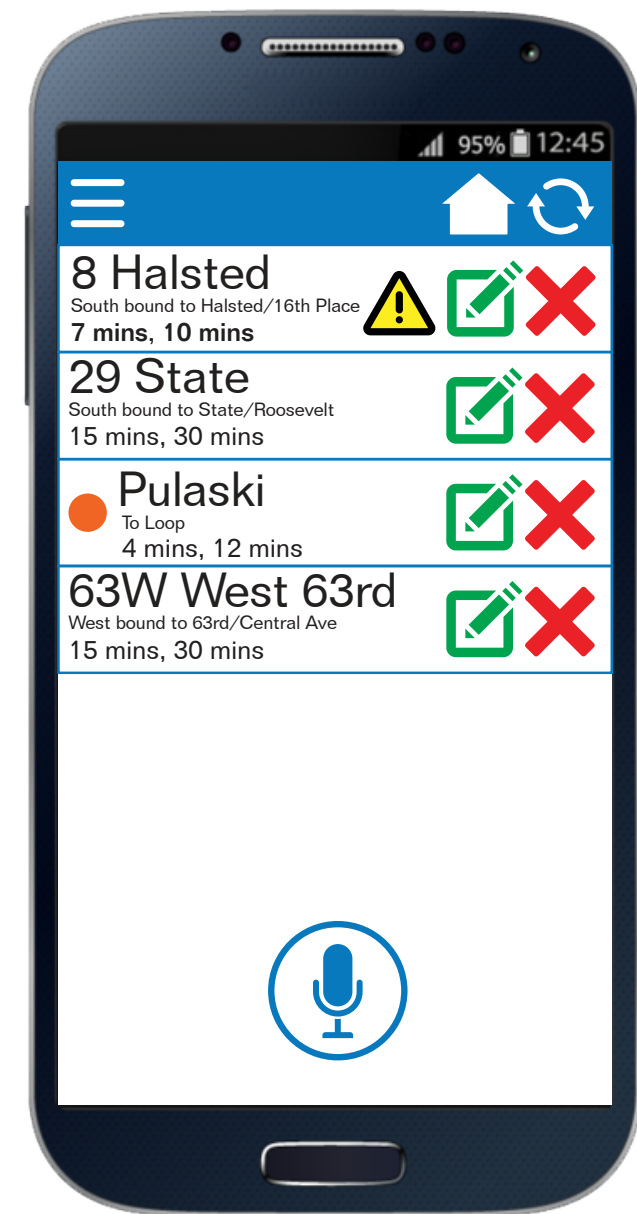 95% 12:45
8 Halsted
South bound to Halsted/16th Place
7 mins, 10 mins
29 State
South bound to State/Roosevelt
15 mins, 30 mins
Pulaski
To Loop
4 mins, 12 mins
63W West 63rd
West bound to 63rd/Central Ave
15 mins, 30 mins